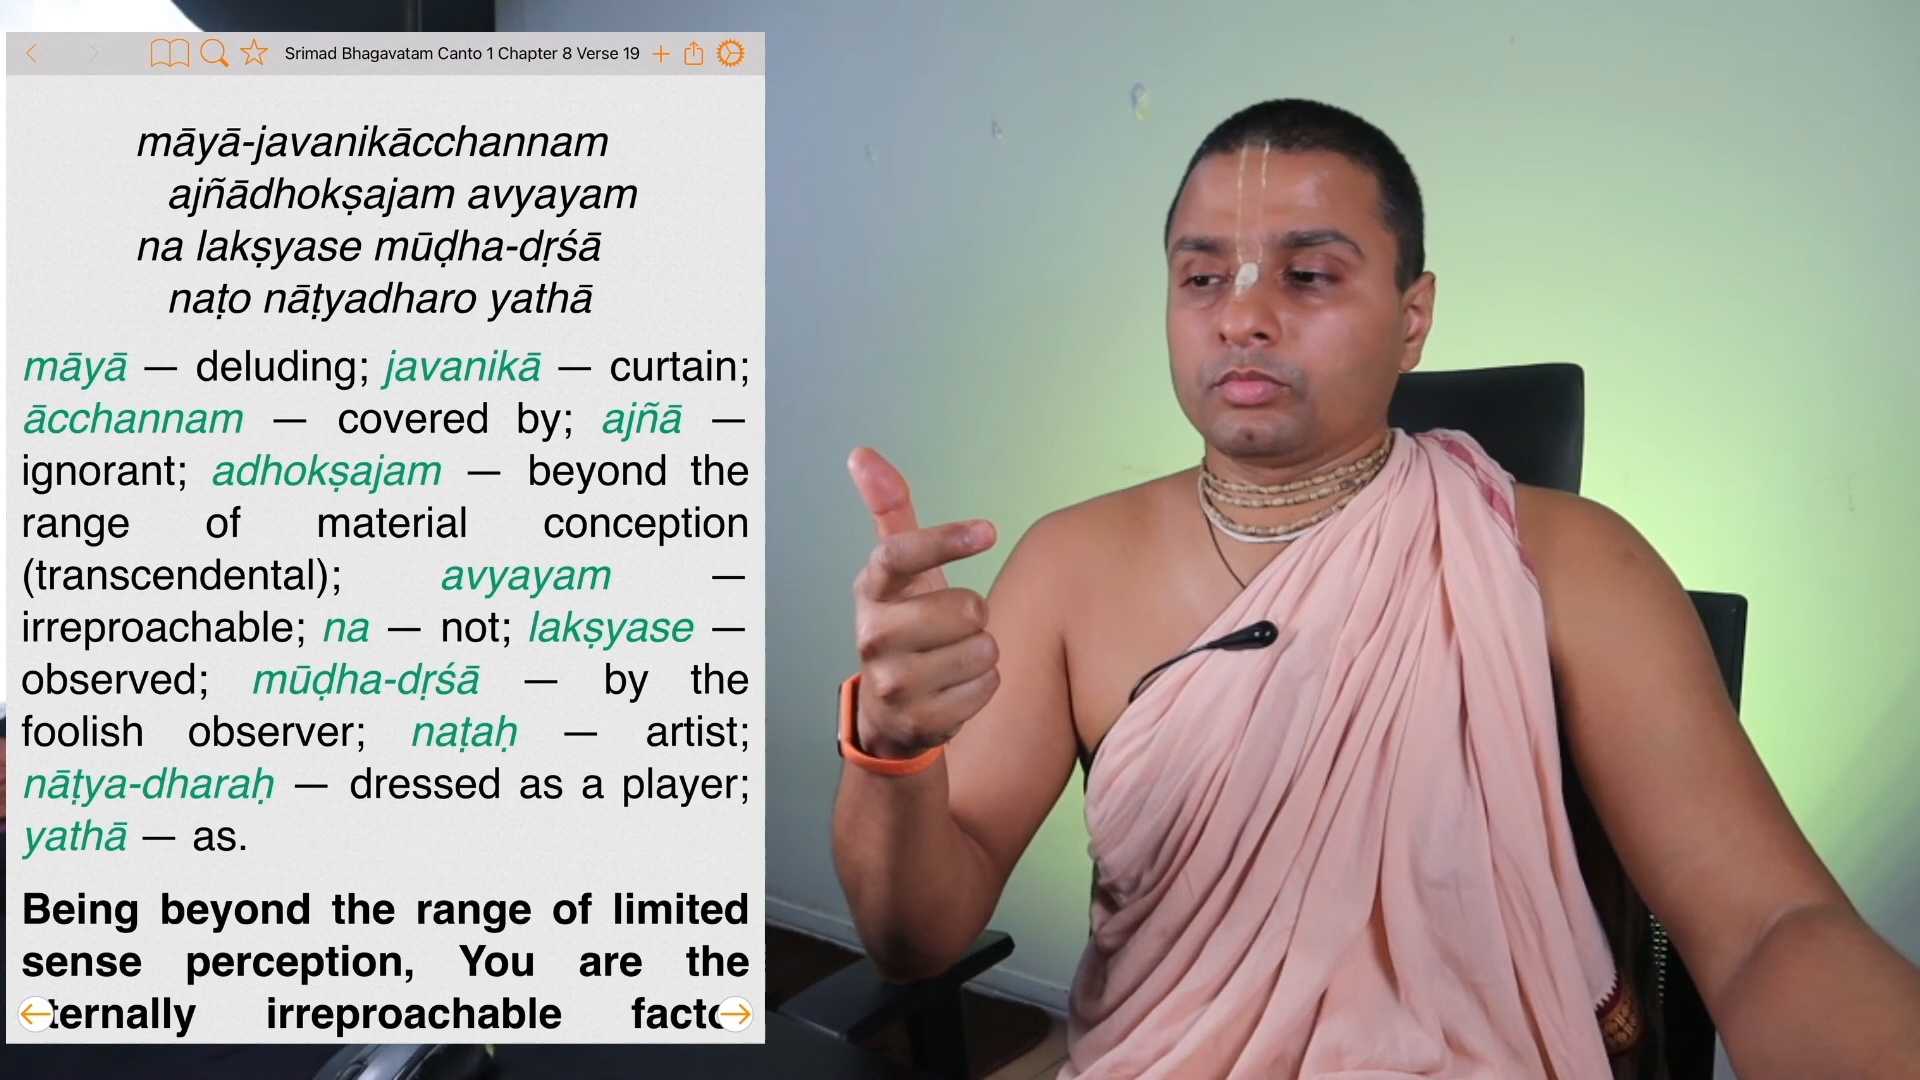 Srimad Bhagavatam Canto 1 Chapter 8 Verse 19
māyā-javanikācchannam
ajñādhokṣajam avyayam
na lakṣyase mūḍha-dṛśā
naṭo nāṭyadharo yathā
māyā — deluding; javanikā — curtain;
ācchannam — covered by; ajñā —
ignorant; adhokṣajam — beyond the
range of material conception
(transcendental); avyayam —
irreproachable; na — not; lakṣyase —
observed; mūḍha-dṛśā — by the
foolish observer; naṭaḥ — artist;
nāṭya-dharaḥ — dressed as a player;
yathā — as.
Being beyond the range of limited
sense perception, You are the
irreproachable